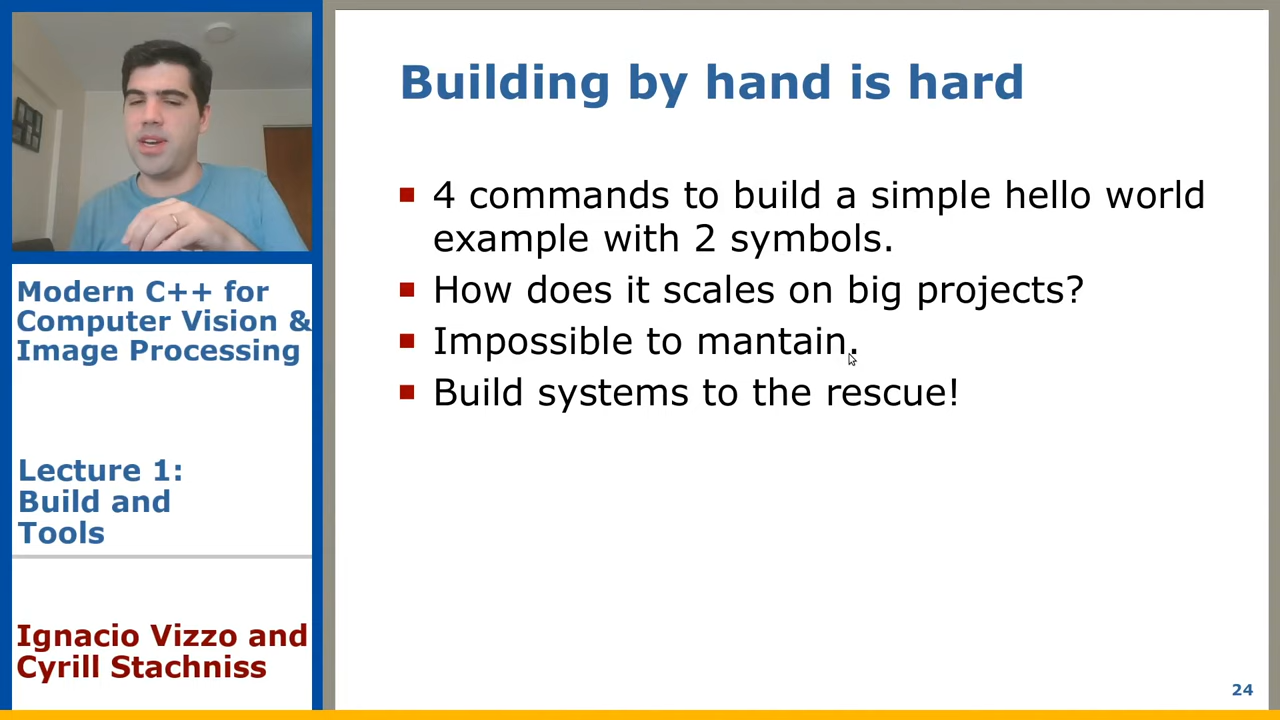 Building by hand is hard
4 commands to build a simple hello world
example with 2 symbols.
How does it scales on big projects?
Impossible to mantain.
Build systems to the rescue!
Modern C++ for
Computer Vision &
Image Processing
Lecture 1:
Build and
Tools
Ignacio Vizzo and
Cyrill Stachniss
24